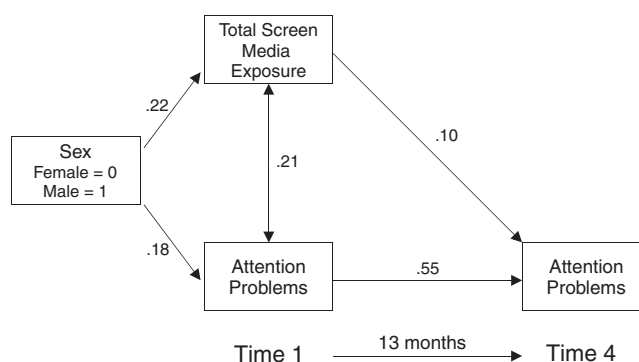 Total Screen
Media
Exposure
.22
.10
Sex
Female = 0
Male = 1
.21
.18
Attention
Problems
.55
Attention
Problems
Time 1
13 months
Time 4